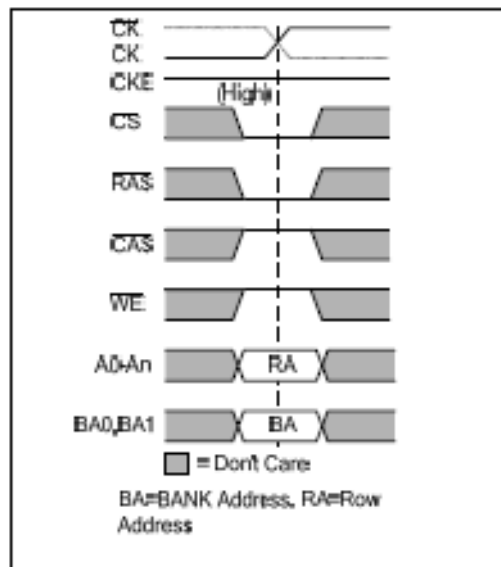 CK
CK
CKE
(High)
CS
RAS
CAS
WE
A0-An
RA
BA0,BA1
BA
= Don't Care
BA=BANK Address, RA=Row
Address